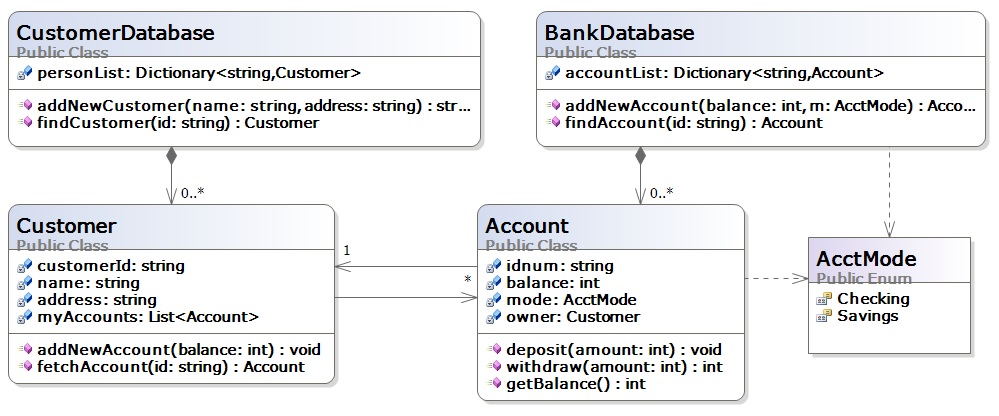 CustomerDatabase
Public Class
personList: Dictionary<string,Customer>
addNewCustomer(name: string, address: string) : str...
findCustomer(id: string) : Customer
BankDatabase
Public Class
accountList: Dictionary<string,Account>
addNewAccount(balance: int, m: AcctMode) : Acco...
findAccount(id: string) : Account
0..*
0..*
Customer
Public Class
customerId: string
name: string
address: string
myAccounts: List<Account>
addNewAccount(balance: int) : void
fetchAccount(id: string) : Account
1
*
Account
Public Class
idnum: string
balance: int
mode: AcctMode
owner: Customer
deposit(amount: int) : void
withdraw(amount: int) : int
getBalance() : int
AcctMode
Public Enum
Checking
Savings